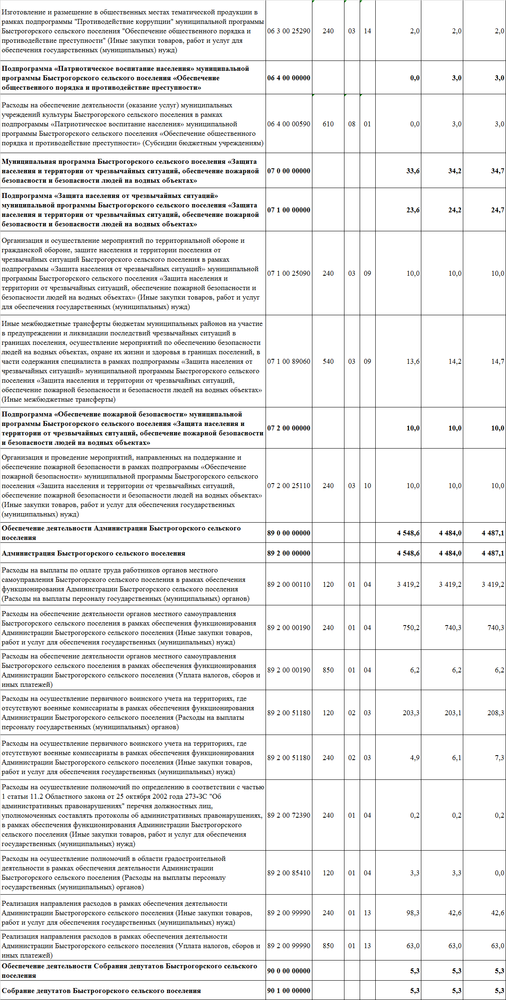 Изготовление и размещение в общественных местах тематической продукции в
рамках подпрограммы "Противодействие коррупции" муниципальной программы
Быстрогорского сельского поселения "Обеспечение общественного порядка и
противодействие преступности" (Иные закупки товаров, работ и услуг для
обеспечения государственных (муниципальных) нужд)
06 3 00 25290 240 03 14 2,0 2,0 2,0
Подпрограмма «Патриотическое воспитание населения» муниципальной
программы Быстрогорского сельского поселения «Обеспечение
общественного порядка и противодействие преступности»
06 4 00 00000 0,0 3,0 3,0
Расходы на обеспечение деятельности (оказание услуг) муниципальных
учреждений культуры Быстрогорского сельского поселения в рамках
подпрограммы «Патриотическое воспитание населения» муниципальной
программы Быстрогорского сельского поселения «Обеспечение общественного
порядка и противодействие преступности» (Субсидии бюджетным учреждениям)
06 4 00 00590 610 08 01 0,0 3,0 3,0
Муниципальная программа Быстрогорского сельского поселения «Защита
населения и территории от чрезвычайных ситуаций, обеспечение пожарной
безопасности и безопасности людей на водных объектах»
07 0 00 00000 33,6 34,2 34,7
Подпрограмма «Защита населения от чрезвычайных ситуаций»
муниципальной программы Быстрогорского сельского поселения «Защита
населения и территории от чрезвычайных ситуаций, обеспечение пожарной
безопасности и безопасности людей на водных объектах»
07 1 00 00000 23,6 24,2 24,7
Организация и осуществление мероприятий по территориальной обороне и
гражданской обороне, защите населения и территории поселения от
чрезвычайных ситуаций Быстрогорского сельского поселения в рамках
подпрограммы «Защита населения от чрезвычайных ситуаций» муниципальной
программы Быстрогорского сельского поселения «Защита населения и
территории от чрезвычайных ситуаций, обеспечение пожарной безопасности и
безопасности людей на водных объектах» (Иные закупки товаров, работ и услуг
для обеспечения государственных (муниципальных) нужд)
07 1 00 25090 240 03 09 10,0 10,0 10,0
Иные межбюджетные трансферты бюджетам муниципальных районов на участие
в предупреждении и ликвидации последствий чрезвычайных ситуаций в
границах поселения, осуществление мероприятий по обеспечению безопасности
людей на водных объектах, охране их жизни и здоровья в границах поселений, в
части содержания специалиста в рамках подпрограммы «Защита населения от
чрезвычайных ситуаций» муниципальной программы Быстрогорского сельского
поселения «Защита населения и территории от чрезвычайных ситуаций,
обеспечение пожарной безопасности и безопасности людей на водных объектах»
(Иные межбюджетные трансферты)
07 1 00 89060 540 03 09 13,6 14,2 14,7
Подпрограмма «Обеспечение пожарной безопасности» муниципальной
программы Быстрогорского сельского поселения «Защита населения и
территории от чрезвычайных ситуаций, обеспечение пожарной безопасности
и безопасности людей на водных объектах»
07 2 00 00000 10,0 10,0 10,0
Организация и проведение мероприятий, направленных на поддержание и
обеспечение пожарной безопасности в рамках подпрограммы «Обеспечение
пожарной безопасности» муниципальной программы Быстрогорского сельского
поселения «Защита населения и территории от чрезвычайных ситуаций,
обеспечение пожарной безопасности и безопасности людей на водных объектах»
(Иные закупки товаров, работ и услуг для обеспечения государственных
(муниципальных) нужд)
07 2 00 25110 240 03 10 10,0 10,0 10,0
Обеспечение деятельности Администрации Быстрогорского сельского
поселения
89 0 00 00000 4 548,6 4 484,0 4 487,1
Администрация Быстрогорского сельского поселения 89 2 00 00000 4 548,6 4 484,0 4 487,1
Расходы на выплаты по оплате труда работников органов местного
самоуправления Быстрогорского сельского поселения в рамках обеспечения
функционирования Администрации Быстрогорского сельского поселения
(Расходы на выплаты персоналу государственных (муниципальных) органов)
89 2 00 00110 120 01 04 3 419,2 3 419,2 3 419,2
Расходы на обеспечение деятельности органов местного самоуправления
Быстрогорского сельского поселения в рамках обеспечения функционирования
Администрации Быстрогорского сельского поселения (Иные закупки товаров,
работ и услуг для обеспечения государственных (муниципальных) нужд)
89 2 00 00190 240 01 04 750,2 740,3 740,3
Расходы на обеспечение деятельности органов местного самоуправления
Быстрогорского сельского поселения в рамках обеспечения функционирования
Администрации Быстрогорского сельского поселения (Уплата налогов, сборов и
иных платежей)
89 2 00 00190 850 01 04 6,2 6,2 6,2
Расходы на осуществление первичного воинского учета на территориях, где
отсутствуют военные комиссариаты в рамках обеспечения функционирования
Администрации Быстрогорского сельского поселения (Расходы на выплаты
персоналу государственных (муниципальных) органов)
89 2 00 51180 120 02 03 203,3 203,1 208,3
Расходы на осуществление первичного воинского учета на территориях, где
отсутствуют военные комиссариаты в рамках обеспечения функционирования
Администрации Быстрогорского сельского поселения (Иные закупки товаров,
работ и услуг для обеспечения государственных (муниципальных) нужд)
89 2 00 51180 240 02 03 4,9 6,1 7,3
Расходы на осуществление полномочий по определению в соответствии с частью
1 статьи 11.2 Областного закона от 25 октября 2002 года 273-ЗС "Об
административных правонарушениях" перечня должностных лиц,
уполномоченных составлять протоколы об административных правонарушениях,
в рамках обеспечения функционирования Администрации Быстрогорского
сельского поселения (Иные закупки товаров, работ и услуг для обеспечения
государственных (муниципальных) нужд)
89 2 00 72390 240 01 04 0,2 0,2 0,2
Расходы на осуществление полномочий в области градостроительной
деятельности в рамках обеспечения деятельности Администрации
Быстрогорского сельского поселения (Расходы на выплаты персоналу
государственных (муниципальных) органов)
89 2 00 85410 120 01 04 3,3 3,3 0,0
Реализация направления расходов в рамках обеспечения деятельности
Администрации Быстрогорского сельского поселения (Иные закупки товаров,
работ и услуг для обеспечения государственных (муниципальных) нужд)
89 2 00 99990 240 01 13 98,3 42,6 42,6
Реализация направления расходов в рамках обеспечения деятельности
Администрации Быстрогорского сельского поселения (Уплата налогов, сборов и
иных платежей)
89 2 00 99990 850 01 13 63,0 63,0 63,0
Обеспечение деятельности Собрания депутатов Быстрогорского сельского
поселения
90 0 00 00000 5,3 5,3 5,3
Собрание депутатов Быстрогорского сельского поселения 90 1 00 00000 5,3 5,3 5,3